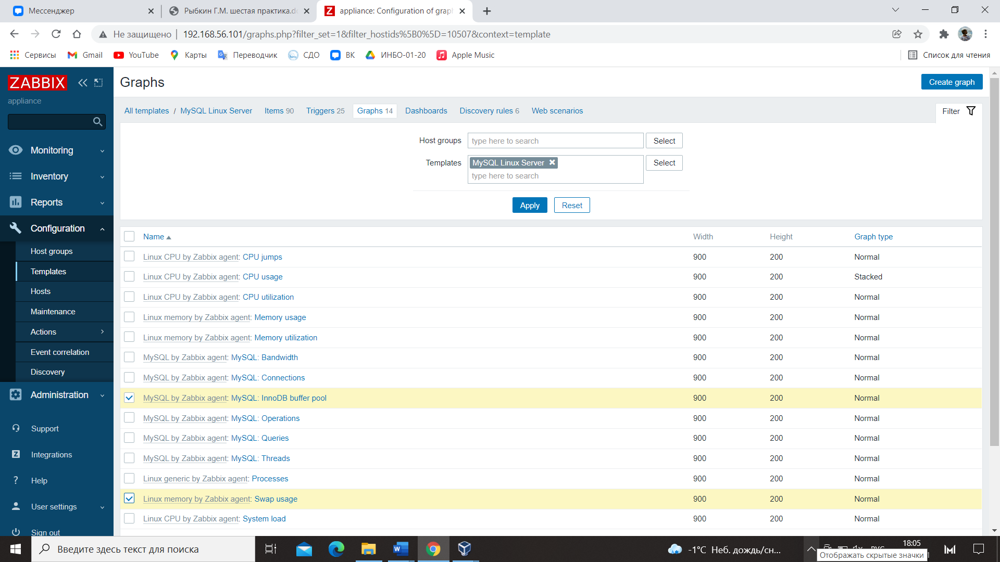 Мессенджер
Рыбкин Г.М. шестая практика.do
appliance: Configuration of grap
Не защищено
192.168.56.101/graphs.php?filter_set=1&filter_hostids%5B0%5D=10507&context=template
Сервисы Gmail YouTube Карты Переводчик СДО ВК ИНБО-01-20 Apple Music Список для чтения
ZABBIX
appliance
Monitoring
Inventory
Reports
Configuration
Host groups
Templates
Hosts
Maintenance
Actions
Event correlation
Discovery
Administration
Support
Integrations
Help
User settings
Sign out
Graphs
Create graph
All templates / MySQL Linux Server Items 90 Triggers 25 Graphs 14 Dashboards Discovery rules 6 Web scenarios
Filter
Host groups type here to search Select
Templates MySQL Linux Server Select
type here to search
Apply Reset
Name Width Height Graph type
Linux CPU by Zabbix agent: CPU jumps 900 200 Normal
Linux CPU by Zabbix agent: CPU usage 900 200 Stacked
Linux CPU by Zabbix agent: CPU utilization 900 200 Normal
Linux memory by Zabbix agent: Memory usage 900 200 Normal
Linux memory by Zabbix agent: Memory utilization 900 200 Normal
MySQL by Zabbix agent: MySQL: Bandwidth 900 200 Normal
MySQL by Zabbix agent: MySQL: Connections 900 200 Normal
MySQL by Zabbix agent: MySQL: InnoDB buffer pool 900 200 Normal
MySQL by Zabbix agent: MySQL: Operations 900 200 Normal
MySQL by Zabbix agent: MySQL: Queries 900 200 Normal
MySQL by Zabbix agent: MySQL: Threads 900 200 Normal
Linux generic by Zabbix agent: Processes 900 200 Normal
Linux memory by Zabbix agent: Swap usage 900 200 Normal
Linux CPU by Zabbix agent: System load 900 200 Normal
Введите здесь текст для поиска
-1°C Неб. дождь/сн...
18:05
Отображать скрытые значки